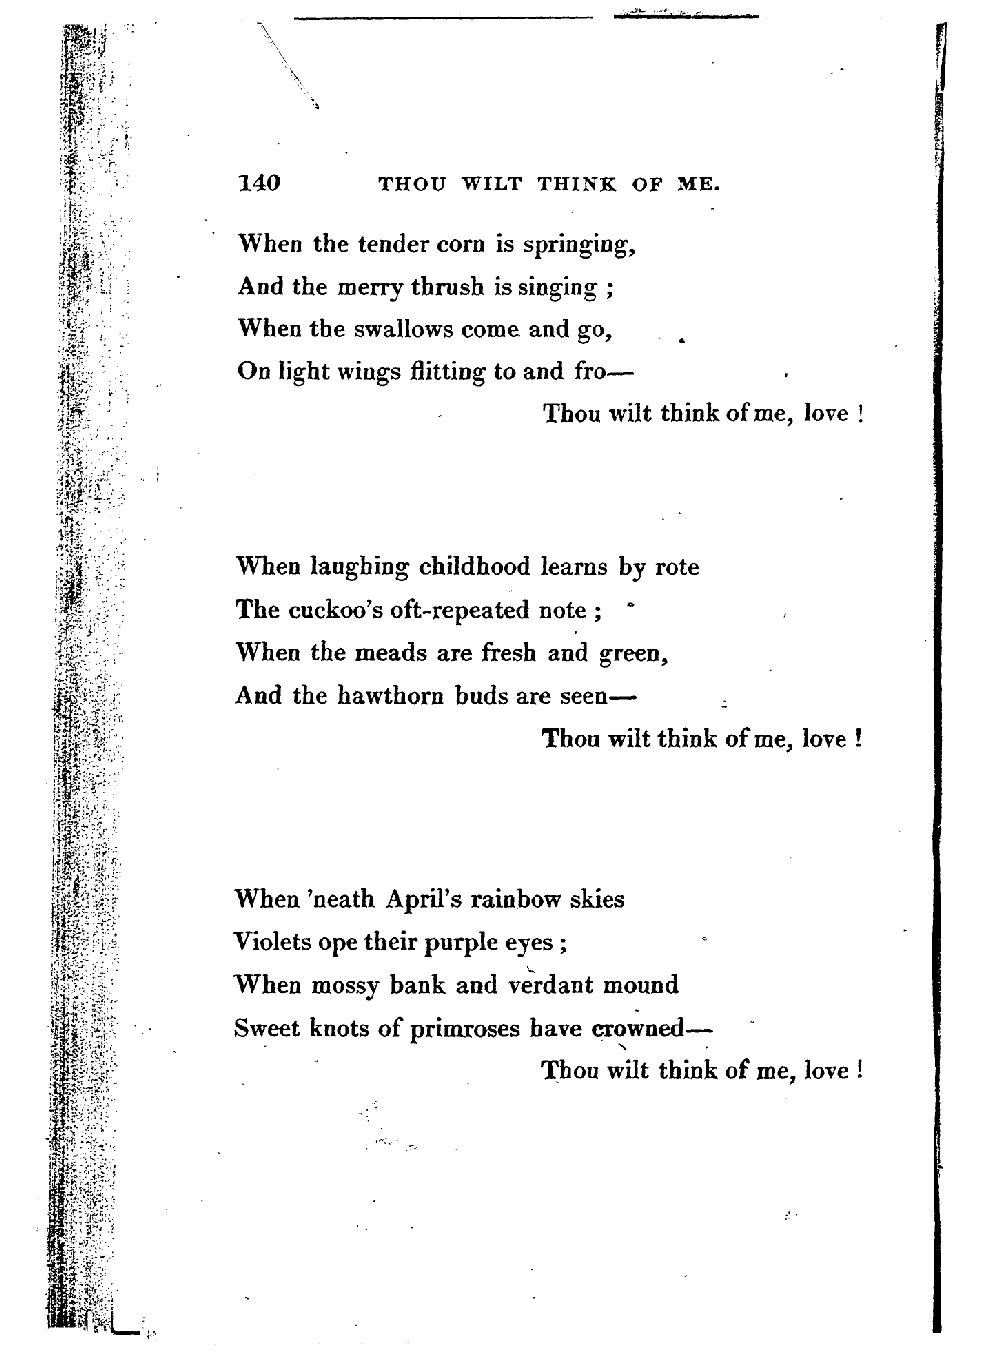 140 THOU WILT THINK OF ME.
When the tender corn is springing,
And the merry thrush is singing ;
When the swallows come and go,
On light wings flitting to and fro—
Thou wilt think of me, love !
When laughing childhood learns by rote
The cuckoo's oft-repeated note ;
When the meads are fresh and green,
And the hawthorn buds are seen—
Thou wilt think of me, love !
When 'neath April's rainbow skies
Violets ope their purple eyes ;
When mossy bank and verdant mound
Sweet knots of primroses have crowned—
Thou wilt think of me, love !